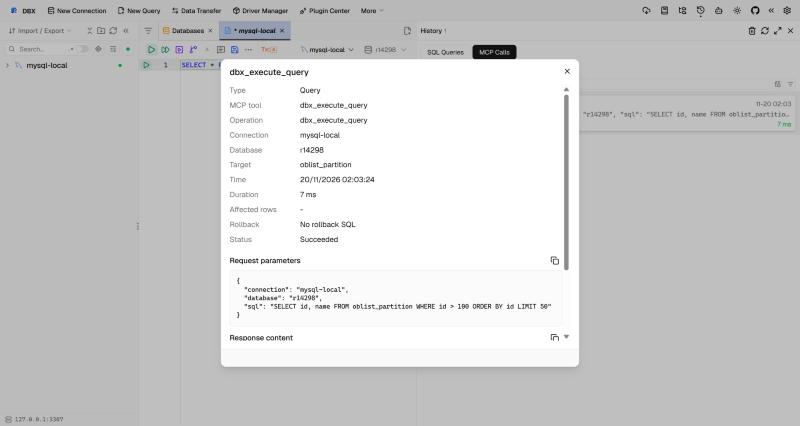 DBX
New Connection
New Query
Data Transfer
Driver Manager
Plugin Center
More
Import / Export
Databases
* mysql-local
History
Search...
Tx
mysql-local
r14298
SQL Queries
MCP Calls
mysql-local
1
SELECT *
11-20 02:03
"r14298", "sql": "SELECT id, name FROM oblist_partitio…
7 ms
dbx_execute_query
Type Query
MCP tool dbx_execute_query
Operation dbx_execute_query
Connection mysql-local
Database r14298
Target oblist_partition
Time 20/11/2026 02:03:24
Duration 7 ms
Affected rows -
Rollback No rollback SQL
Status Succeeded
Request parameters
{
"connection": "mysql-local",
"database": "r14298",
"sql": "SELECT id, name FROM oblist_partition WHERE id > 100 ORDER BY id LIMIT 50"
}
Response content
127.0.0.1:3307